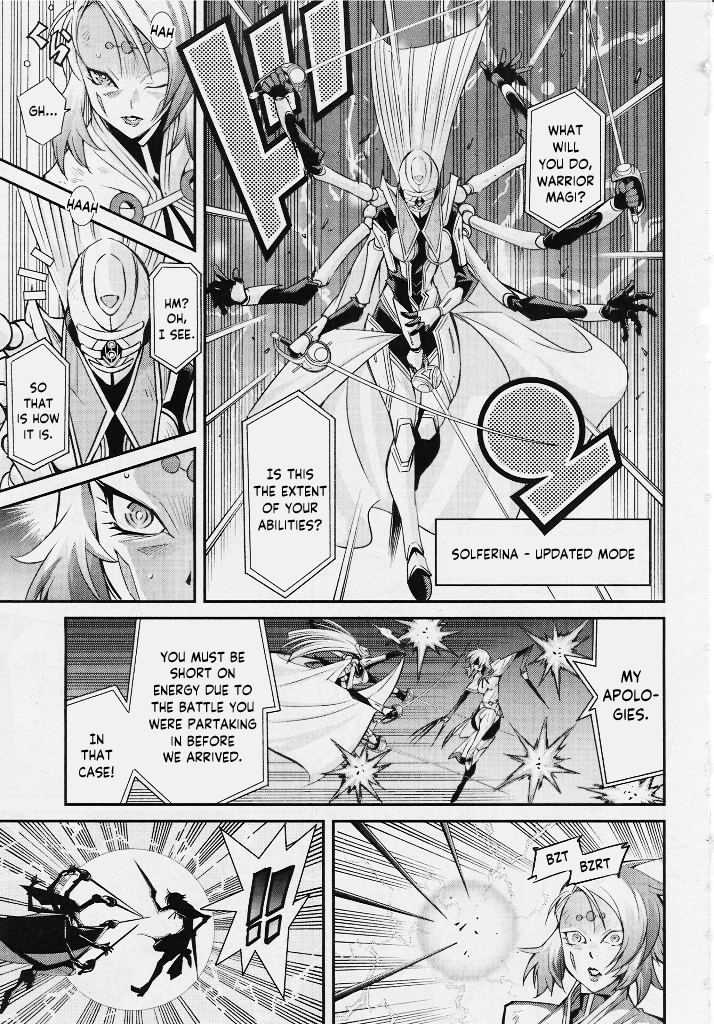 WHAT
WILL
YOU DO,
WARRIOR
MAGI?
IS THIS
THE EXTENT
OF YOUR
ABILITIES?
SOLFERINA - UPDATED MODE
HAH
GH...
HAAH
HM?
OH,
I SEE.
SO
THAT
IS HOW
IT IS.
MY
APOLO-
GIES.
YOU MUST BE
SHORT ON
ENERGY DUE TO
THE BATTLE YOU
WERE PARTAKING
IN BEFORE
WE ARRIVED.
IN
THAT
CASE!
BZT
BZRT
!!